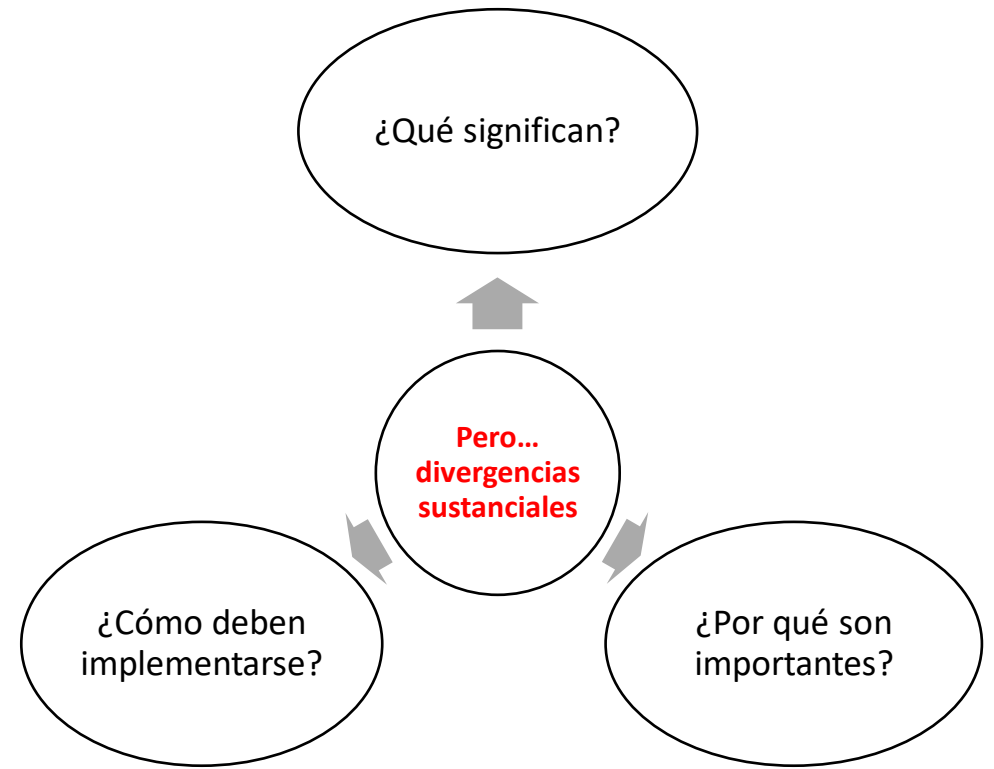 ¿Qué significan?
Pero...
divergencias
sustanciales
¿Cómo deben
implementarse?
¿Por qué son
importantes?